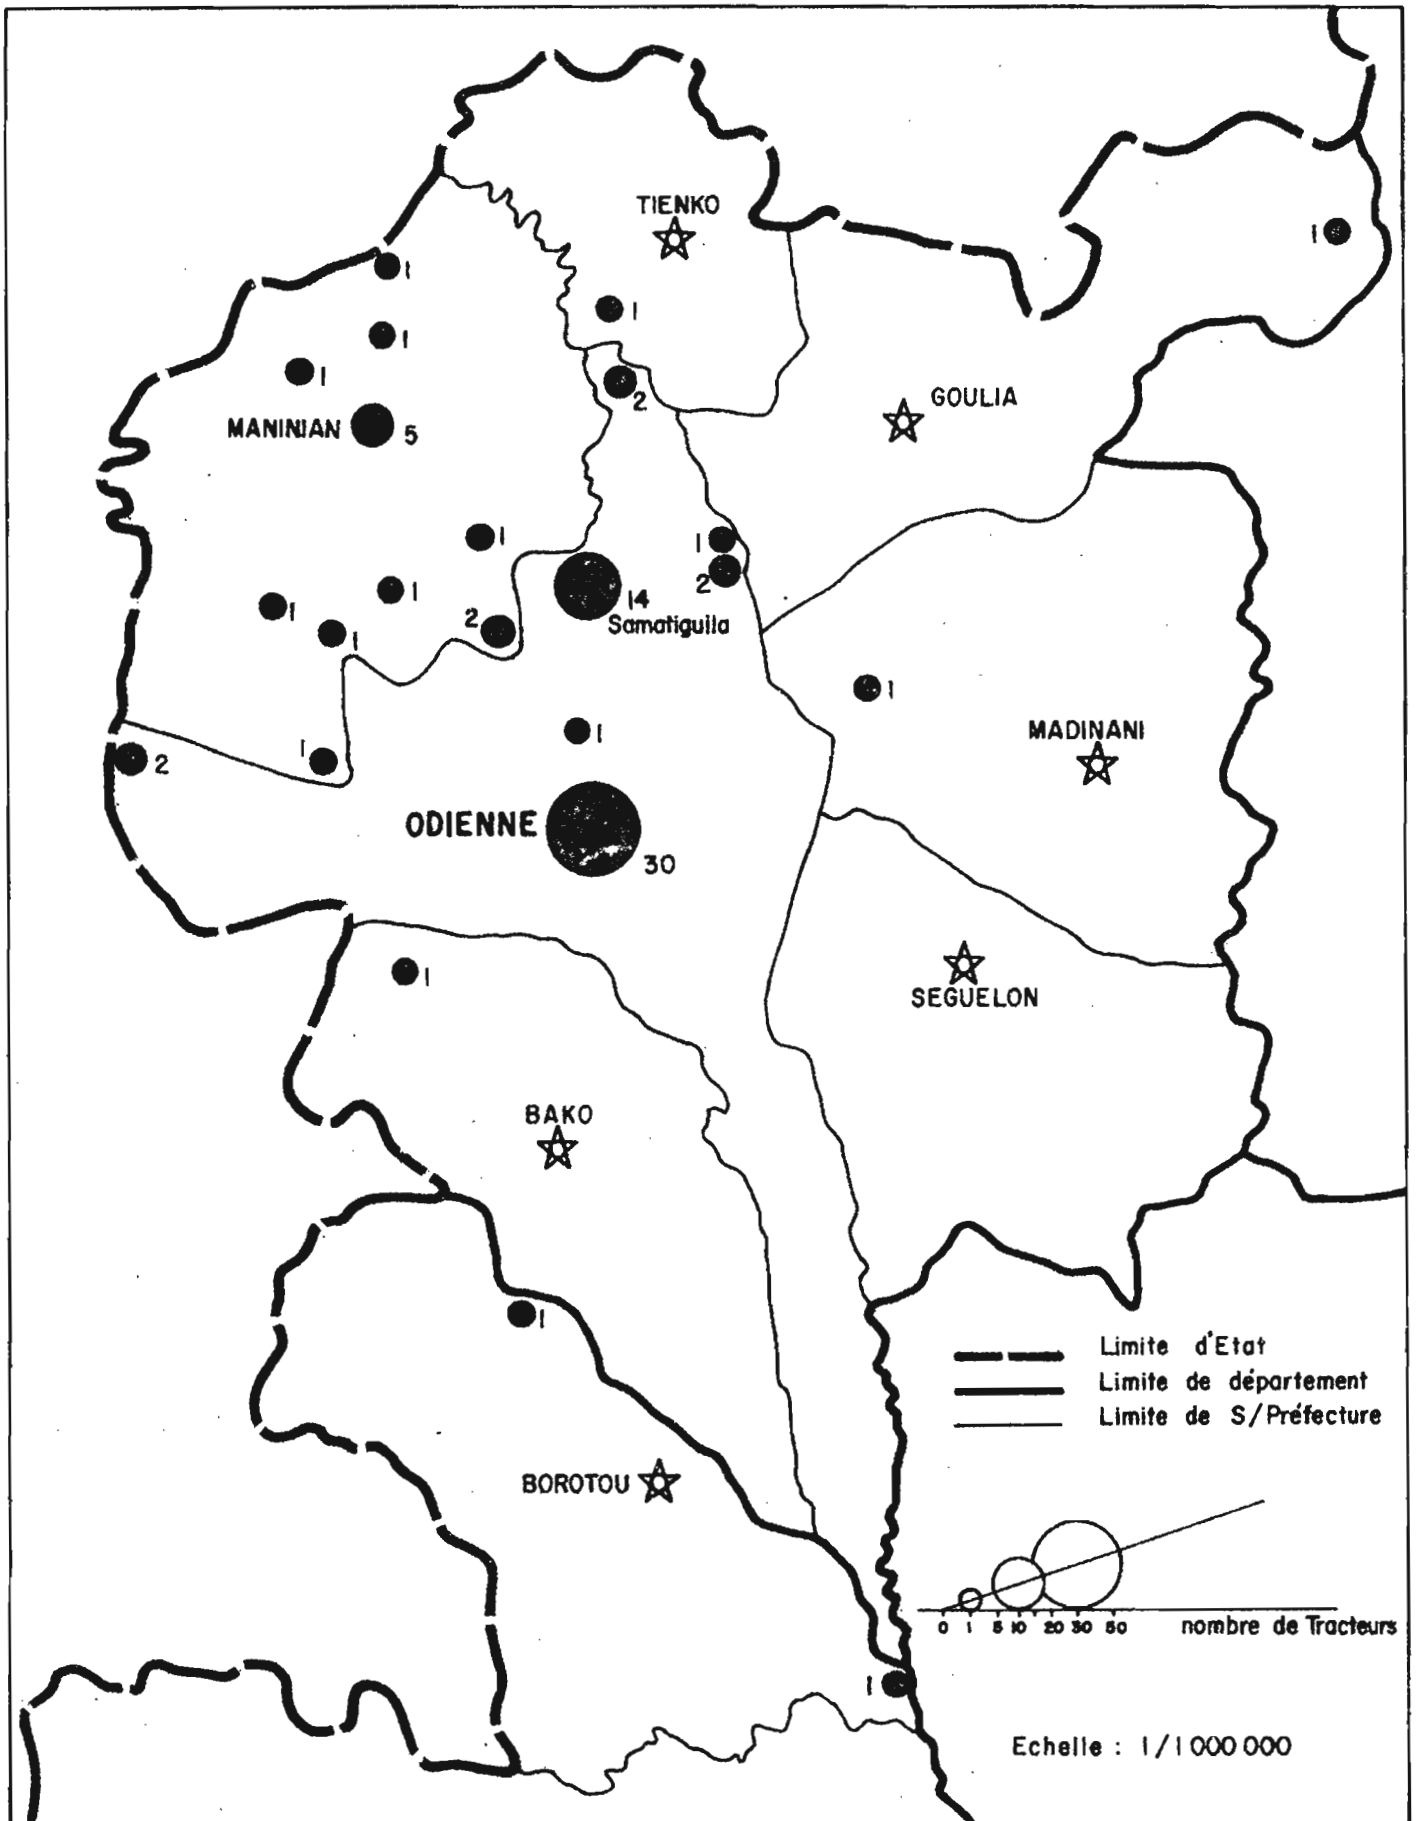 TIENKO
1
1
1
1
1
2
GOULIA
MANINIAN
5
1
1
2
1
1
1
2
14
Samatiguila
1
MADINANI
1
1
2
ODIENNE
30
1
SEGUELON
BAKO
1
Limite d'Etat
Limite de département
Limite de S/Préfecture
BOROTOU
0 1 5 10 20 30 50 nombre de Tracteurs
1
Echelle : 1/1 000 000